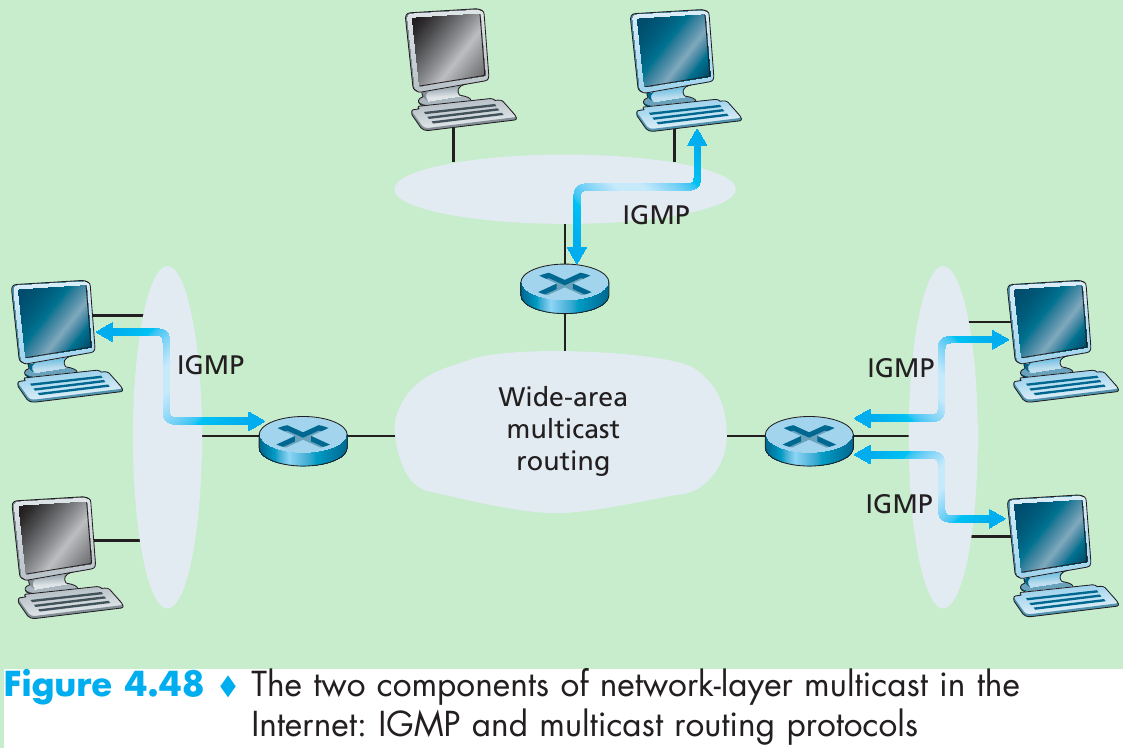 IGMP
IGMP
IGMP
Wide-area
multicast
routing
IGMP
Figure 4.48 ♦ The two components of network-layer multicast in the
Internet: IGMP and multicast routing protocols